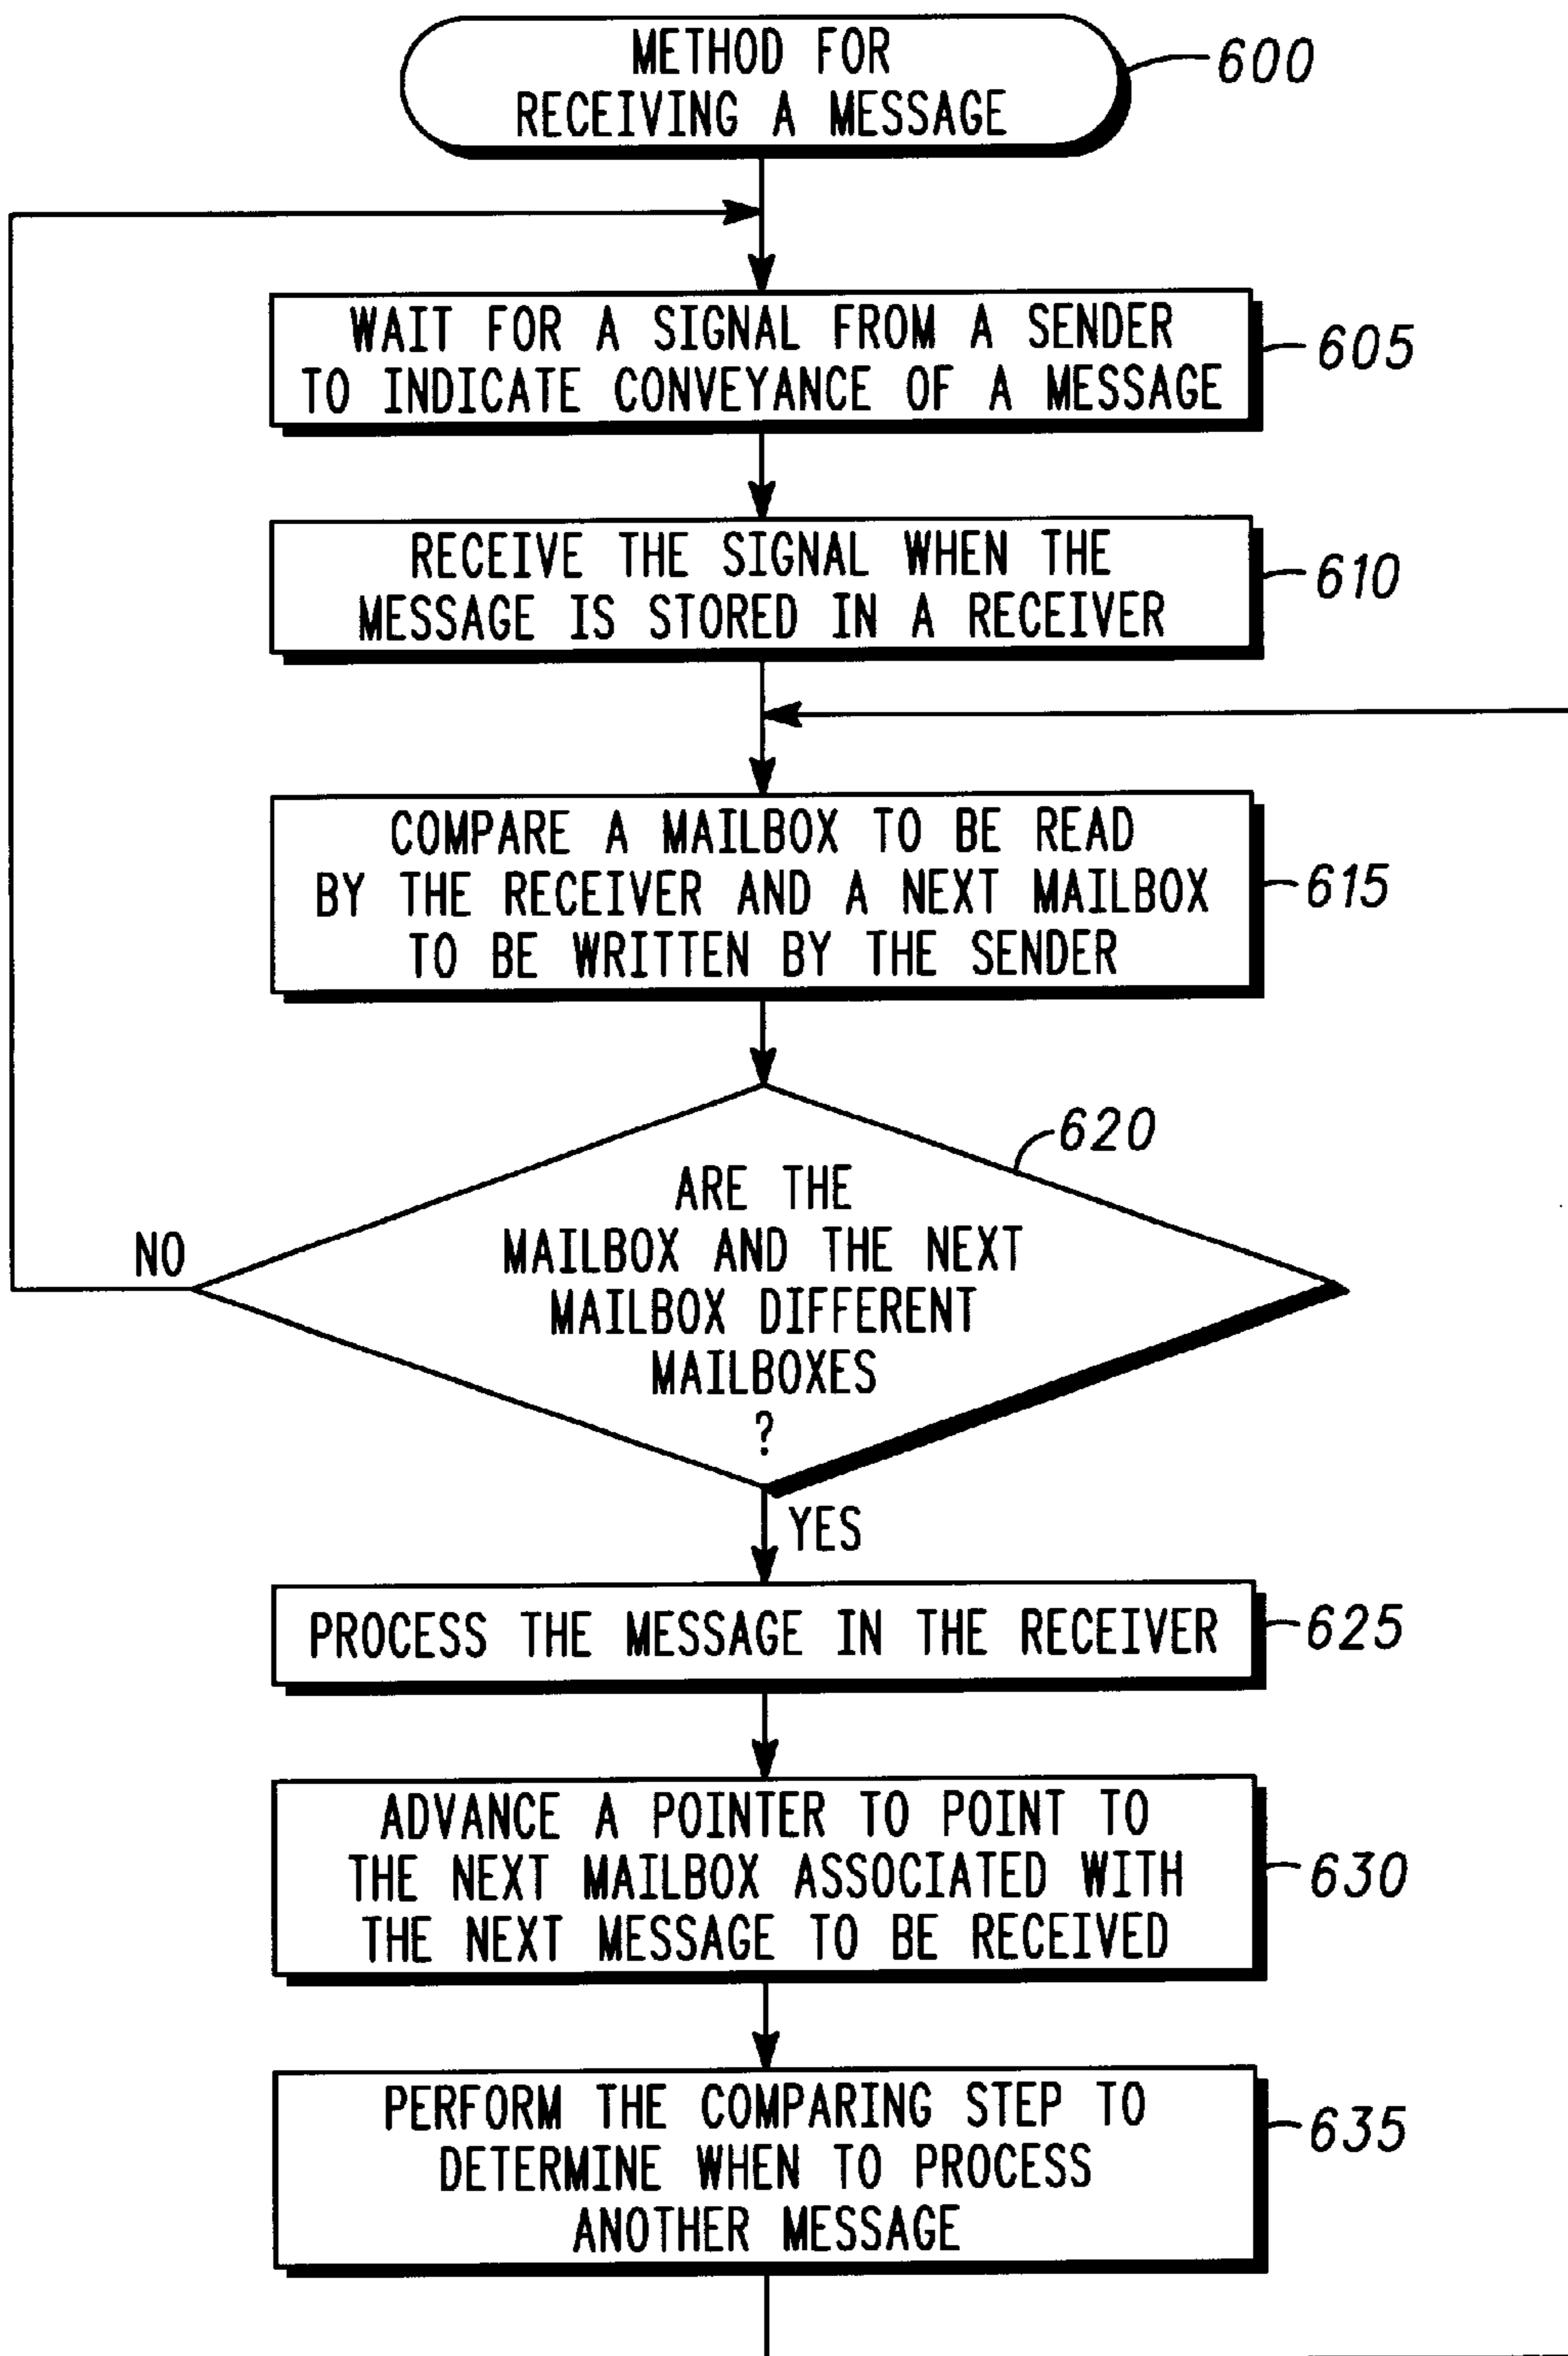 METHOD FOR
RECEIVING A MESSAGE
600
WAIT FOR A SIGNAL FROM A SENDER
TO INDICATE CONVEYANCE OF A MESSAGE
605
RECEIVE THE SIGNAL WHEN THE
MESSAGE IS STORED IN A RECEIVER
610
COMPARE A MAILBOX TO BE READ
BY THE RECEIVER AND A NEXT MAILBOX
TO BE WRITTEN BY THE SENDER
615
620
ARE THE
MAILBOX AND THE NEXT
MAILBOX DIFFERENT
MAILBOXES
?
NO
YES
PROCESS THE MESSAGE IN THE RECEIVER
625
ADVANCE A POINTER TO POINT TO
THE NEXT MAILBOX ASSOCIATED WITH
THE NEXT MESSAGE TO BE RECEIVED
630
PERFORM THE COMPARING STEP TO
DETERMINE WHEN TO PROCESS
ANOTHER MESSAGE
635